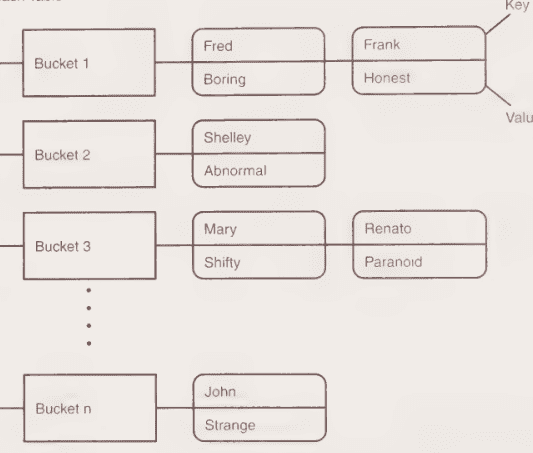 Key
Bucket 1
Fred
Boring
Frank
Honest
Valu
Bucket 2
Shelley
Abnormal
Bucket 3
Mary
Shifty
Renato
Paranoid
Bucket n
John
Strange